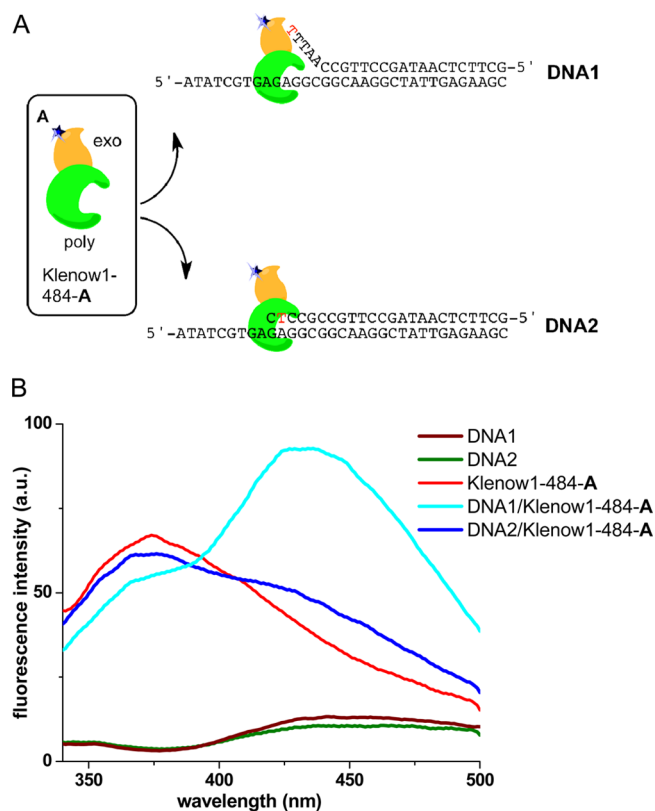 A
TTTAACCGTTCCGATAACTCTTCG-5'
5'-ATATCGTGAGAGGCGGCAAGGCTATTGAGAAGC
DNA1
A
exo
poly
Klenow1-
484-A
CTCCGCCGTTCCGATAACTCTTCG-5'
5'-ATATCGTGAGAGGCGGCAAGGCTATTGAGAAGC
DNA2
B
fluorescence intensity (a.u.)
100
50
0
350
400
450
500
wavelength (nm)
DNA1
DNA2
Klenow1-484-A
DNA1/Klenow1-484-A
DNA2/Klenow1-484-A